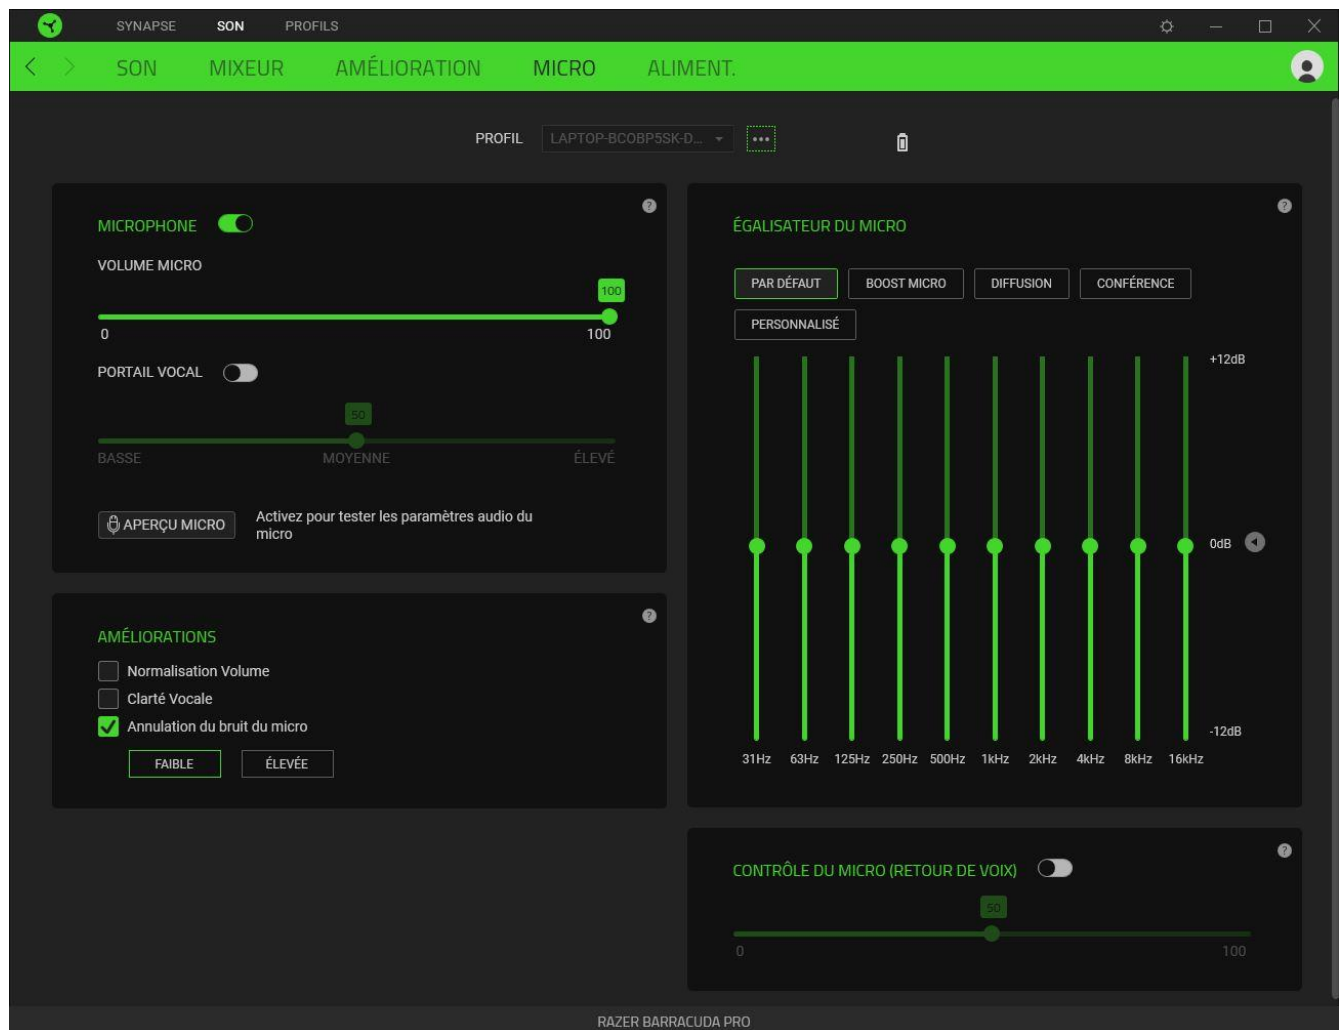 SYNAPSE SON PROFILS
SON MIXEUR AMÉLIORATION MICRO ALIMENT.
PROFIL LAPTOP-BCOBP5SK-D...
MICROPHONE
VOLUME MICRO
100
0 100
PORTAIL VOCAL
50
BASSE MOYENNE ÉLEVÉ
APERÇU MICRO
Activez pour tester les paramètres audio du
micro
AMÉLIORATIONS
Normalisation Volume
Clarté Vocale
Annulation du bruit du micro
FAIBLE ÉLEVÉE
ÉGALISATEUR DU MICRO
PAR DÉFAUT BOOST MICRO DIFFUSION CONFÉRENCE
PERSONNALISÉ
+12dB
0dB
-12dB
31Hz 63Hz 125Hz 250Hz 500Hz 1kHz 2kHz 4kHz 8kHz 16kHz
CONTRÔLE DU MICRO (RETOUR DE VOIX)
50
0 100
RAZER BARRACUDA PRO